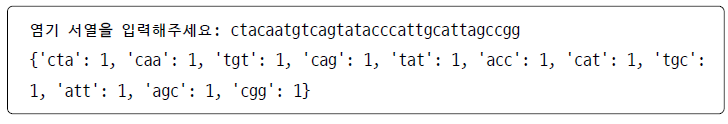 염기 서열을 입력해주세요: ctacaatgtcagtatacccattgcattagccgg
{'cta': 1, 'caa': 1, 'tgt': 1, 'cag': 1, 'tat': 1, 'acc': 1, 'cat': 1, 'tgc':
1, 'att': 1, 'agc': 1, 'cgg': 1}